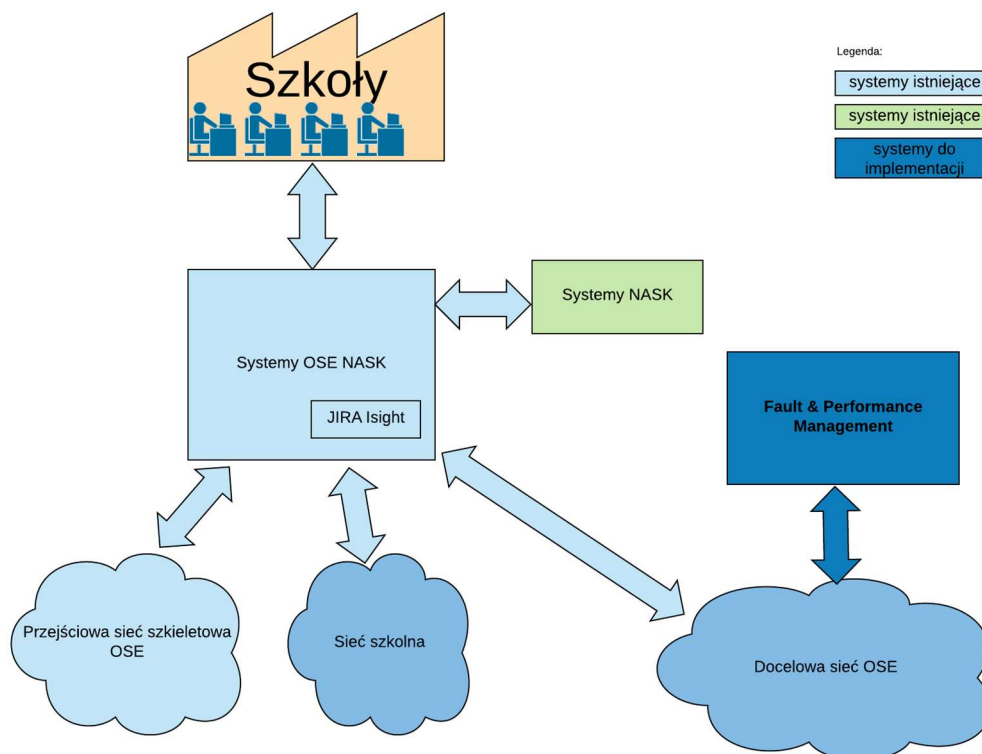 Szkoły
Legenda:
systemy istniejące
systemy istniejące
systemy do
implementacji
Systemy NASK
Systemy OSE NASK
JIRA Isight
Fault & Performance
Management
Przejściowa sieć szkieletowa
OSE
Sieć szkolna
Docelowa sieć OSE